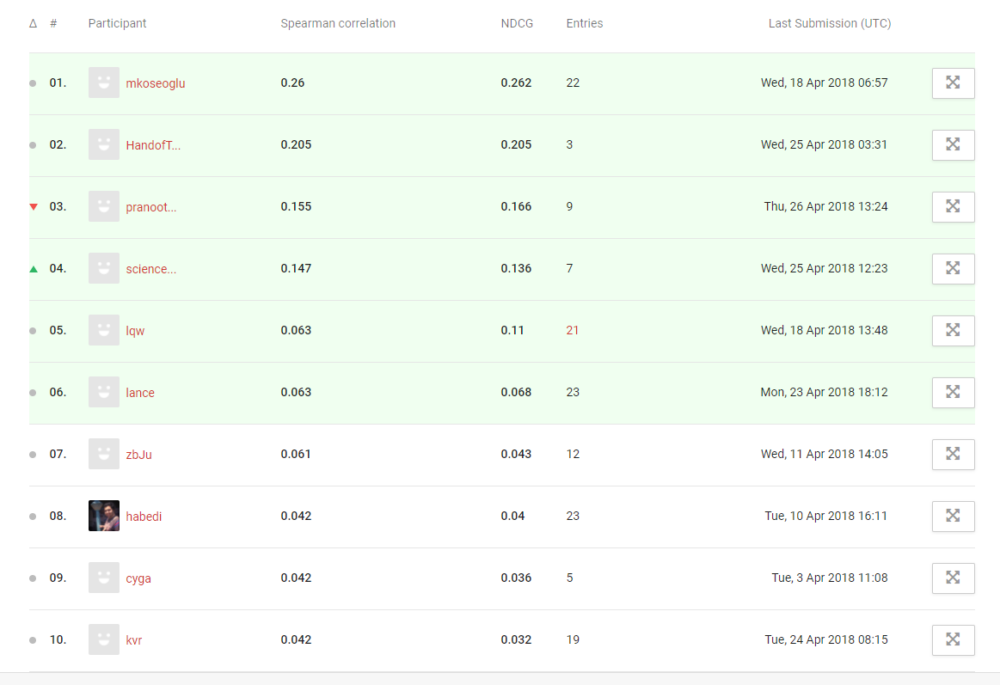 Δ # Participant Spearman correlation NDCG Entries Last Submission (UTC)
01. mkoseoglu 0.26 0.262 22 Wed, 18 Apr 2018 06:57
02. HandofT... 0.205 0.205 3 Wed, 25 Apr 2018 03:31
03. pranoot... 0.155 0.166 9 Thu, 26 Apr 2018 13:24
04. science... 0.147 0.136 7 Wed, 25 Apr 2018 12:23
05. lqw 0.063 0.11 21 Wed, 18 Apr 2018 13:48
06. lance 0.063 0.068 23 Mon, 23 Apr 2018 18:12
07. zbJu 0.061 0.043 12 Wed, 11 Apr 2018 14:05
08. habedi 0.042 0.04 23 Tue, 10 Apr 2018 16:11
09. cyga 0.042 0.036 5 Tue, 3 Apr 2018 11:08
10. kvr 0.042 0.032 19 Tue, 24 Apr 2018 08:15